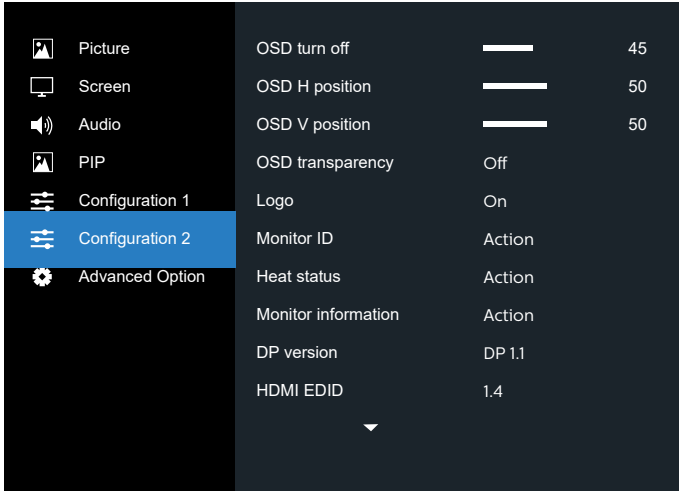 Picture
Screen
Audio
PIP
Configuration 1
Configuration 2
Advanced Option
OSD turn off 45
OSD H position 50
OSD V position 50
OSD transparency Off
Logo On
Monitor ID Action
Heat status Action
Monitor information Action
DP version DP 1.1
HDMI EDID 1.4